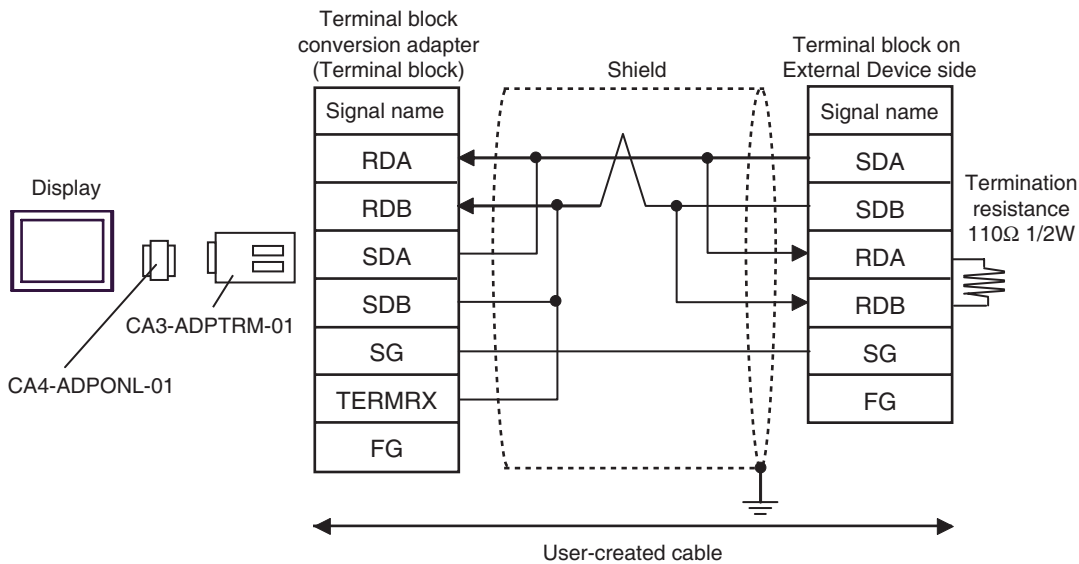 Terminal block
conversion adapter
(Terminal block)
Shield
Terminal block on
External Device side
Signal name
RDA
RDB
SDA
SDB
SG
TERMRX
FG
Signal name
SDA
SDB
RDA
RDB
SG
FG
Termination
resistance
110Ω 1/2W
Display
CA3-ADPTRM-01
CA4-ADPONL-01
User-created cable